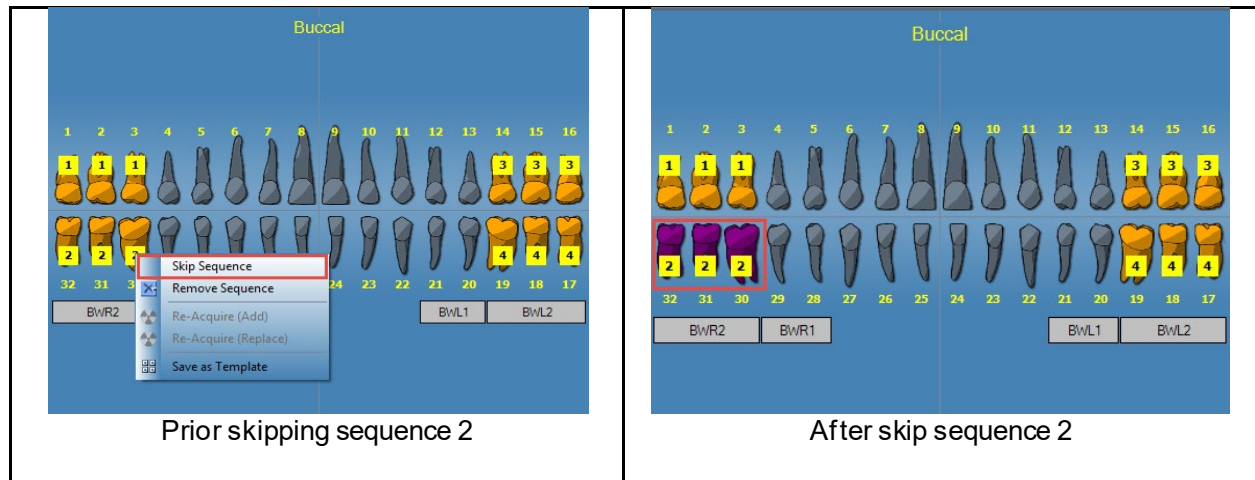 Buccal
1 2 3 4 5 6 7 8 9 10 11 12 13 14 15 16
1 1 1 3 3 3
2 2 2 4 4 4
32 31 3 24 23 22 21 20 19 18 17
BWR2 BWL1 BWL2
Skip Sequence
Remove Sequence
Re-Acquire (Add)
Re-Acquire (Replace)
Save as Template
Prior skipping sequence 2
Buccal
1 2 3 4 5 6 7 8 9 10 11 12 13 14 15 16
1 1 1 3 3 3
2 2 2 4 4 4
32 31 30 29 28 27 26 25 24 23 22 21 20 19 18 17
BWR2 BWR1 BWL1 BWL2
After skip sequence 2